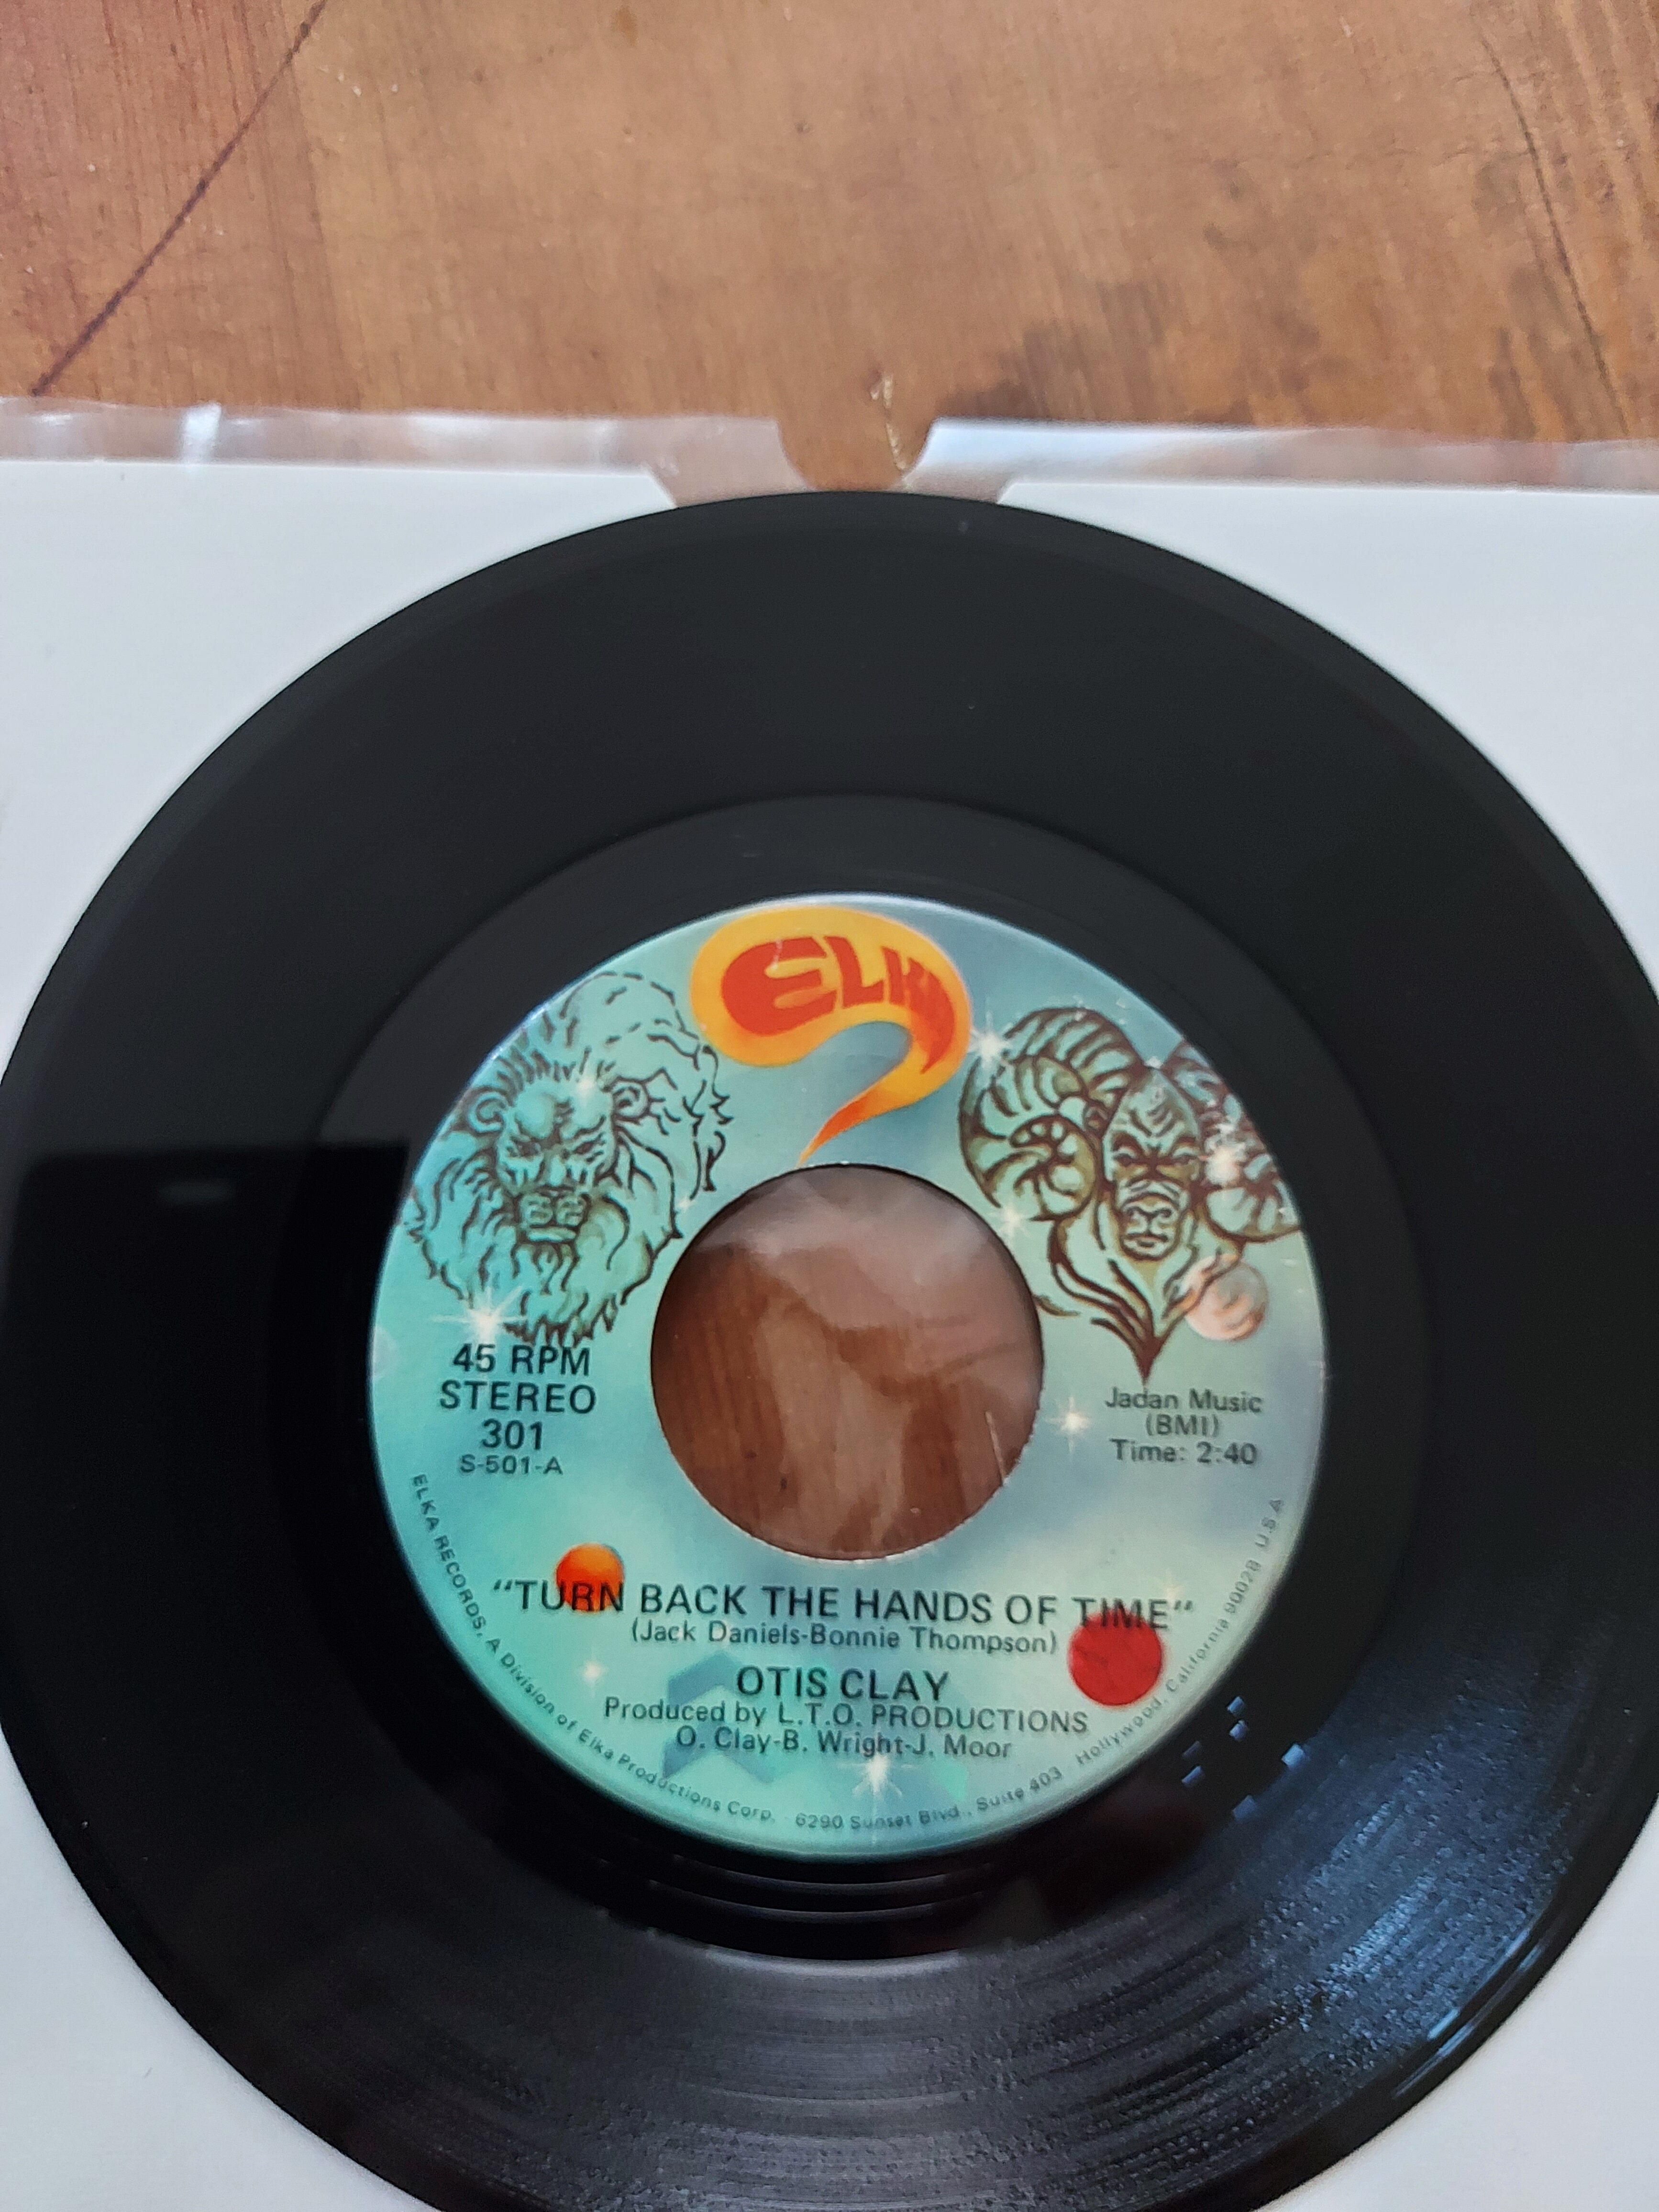 ELKA
45 RPM
STEREO
301
S-501-A
Jadan Music
(BMI)
Time: 2:40
"TURN BACK THE HANDS OF TIME"
(Jack Daniels-Bonnie Thompson)
OTIS CLAY
Produced by L.T.O. PRODUCTIONS
O. Clay-B. Wright-J. Moor
ELKA RECORDS, A Division of Elka Productions Corp. · 6290 Sunset Blvd., Suite 403 · Hollywood, California 90028 U.S.A